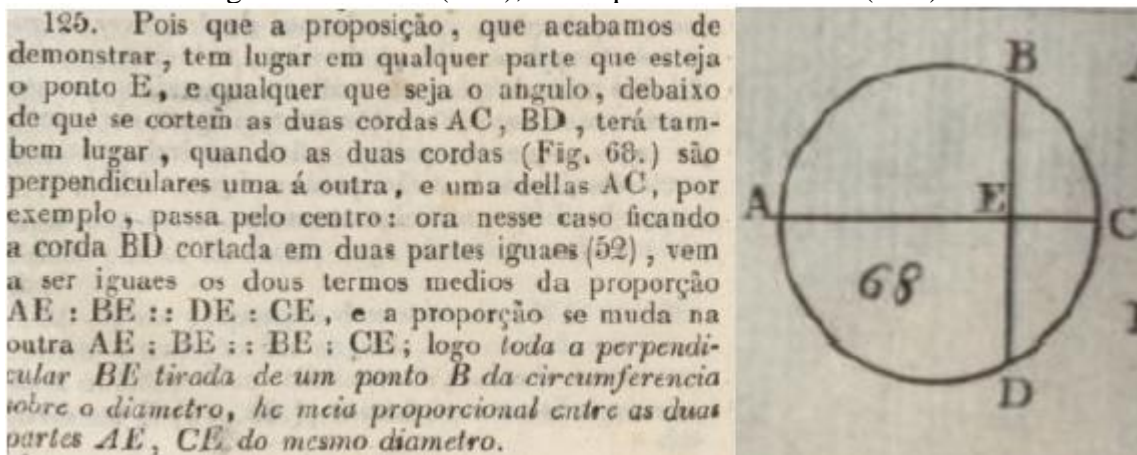 125. Pois que a proposição, que acabamos de
demonstrar, tem lugar em qualquer parte que esteja
o ponto E, e qualquer que seja o angulo, debaixo
de que se cortem as duas cordas AC, BD, terá tam-
bem lugar, quando as duas cordas (Fig. 68.) são
perpendiculares uma á outra, e uma dellas AC, por
exemplo, passa pelo centro: ora nesse caso ficando
a corda BD cortada em duas partes iguaes (52), vem
a ser iguaes os dous termos medios da proporção
AE : BE :: DE : CE, e a proporção se muda na
outra AE : BE :: BE : CE; logo toda a perpendi-
cular BE tirada de um ponto B da circumferencia
sobre o diametro, he meia proporcional entre as duas
partes AE, CE do mesmo diametro.
B
A
E
C
68
D